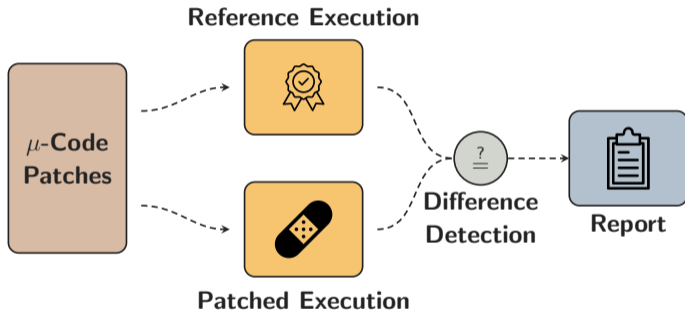 Reference Execution
μ-Code
Patches
?
=
Difference
Detection
Report
Patched Execution